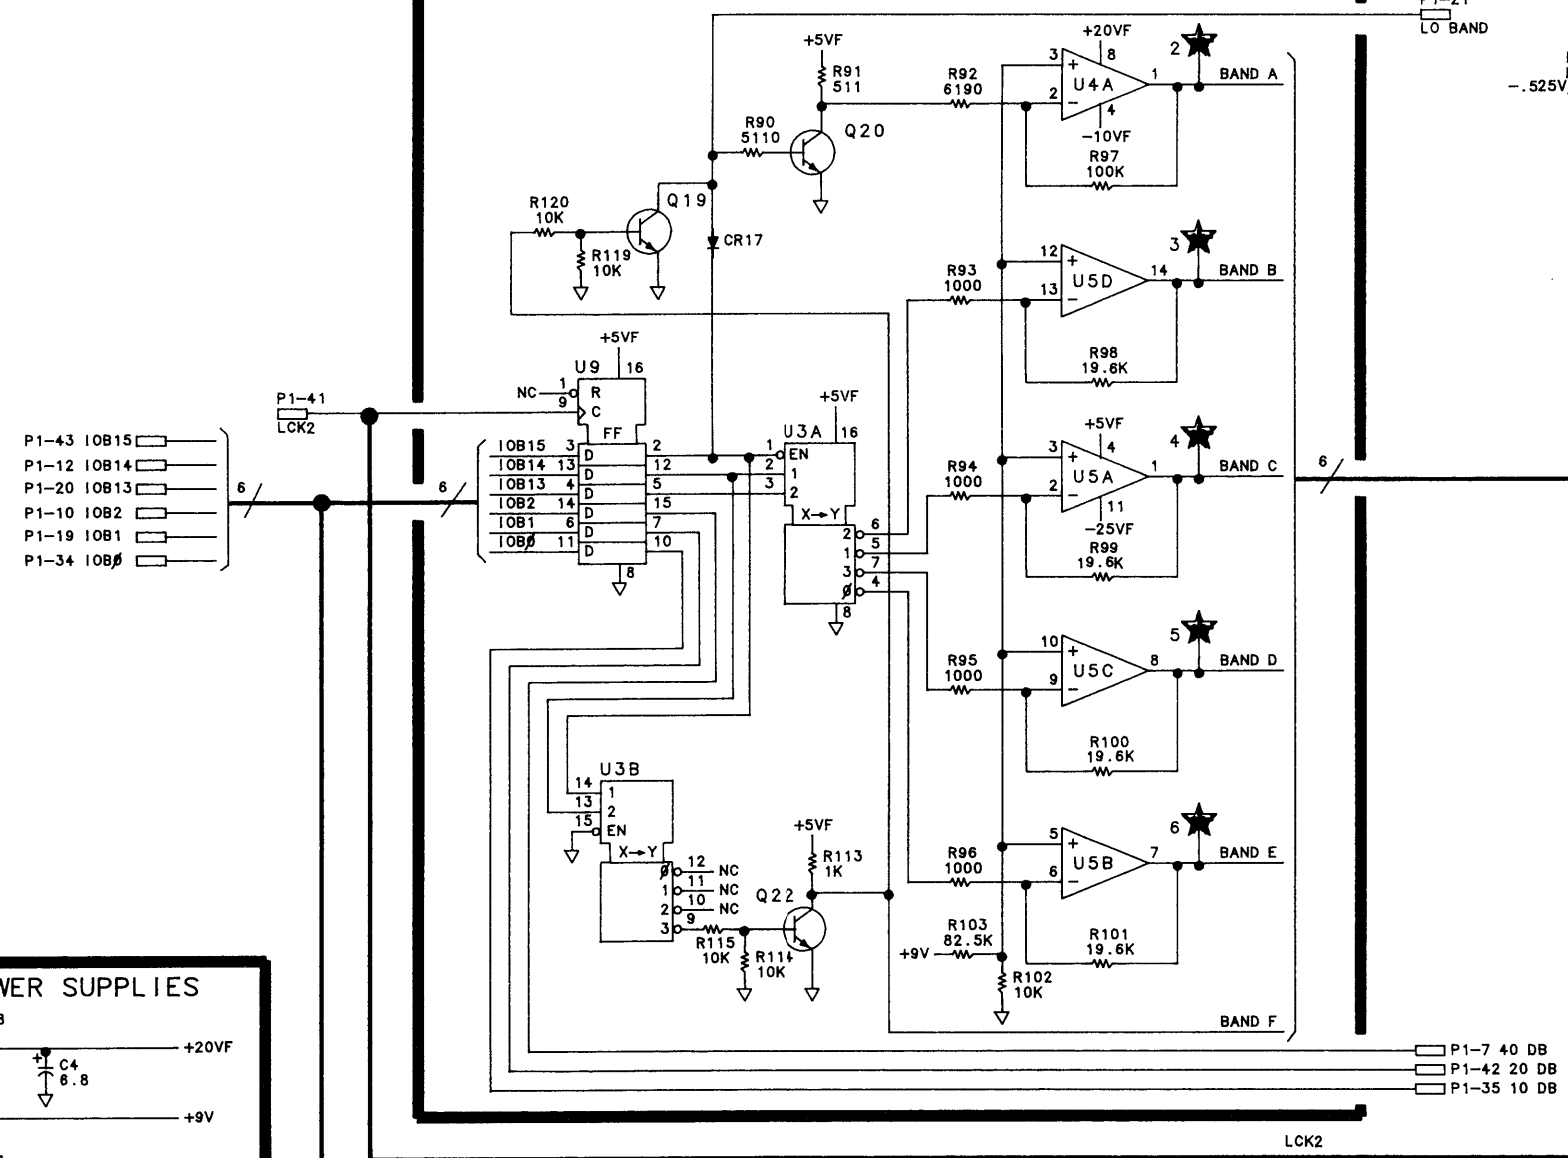 P1-21
LO BAND
-.525V
+5VF
R91
511
R92
6190
+20VF
3
+
8
2
-
U4A
1
4
-10VF
R97
100K
2
BAND A
R90
5110
Q20
Q19
R120
10K
R119
10K
CR17
R93
1000
12
+
13
-
U5D
14
R98
19.6K
3
BAND B
+5VF
U9
16
NC
1
R
9
C
P1-41
LCK2
FF
P1-43 IOB15
P1-12 IOB14
P1-20 IOB13
P1-10 IOB2
P1-19 IOB1
P1-34 IOBØ
6
6
IOB15 3 D 2
IOB14 13 D 12
IOB13 4 D 5
IOB2 14 D 15
IOB1 6 D 7
IOBØ 11 D 10
8
+5VF
U3A
16
1 EN
2 1
3 2
X→Y
2 6
1 5
3 7
Ø 4
8
R94
1000
+5VF
3
+
4
2
-
U5A
1
11
-25VF
R99
19.6K
4
BAND C
6
R95
1000
10
+
9
-
U5C
8
R100
19.6K
5
BAND D
U3B
14 1
13 2
15 EN
X→Y
Ø 12 NC
1 11 NC
2 10 NC
3 9
R115
10K
R114
10K
Q22
+5VF
R113
1K
R96
1000
5
+
6
-
U5B
7
R101
19.6K
6
BAND E
R103
82.5K
+9V
R102
10K
BAND F
P1-7 40 DB
P1-42 20 DB
P1-35 10 DB
LCK2
WER SUPPLIES
+20VF
+
C4
6.8
+9V